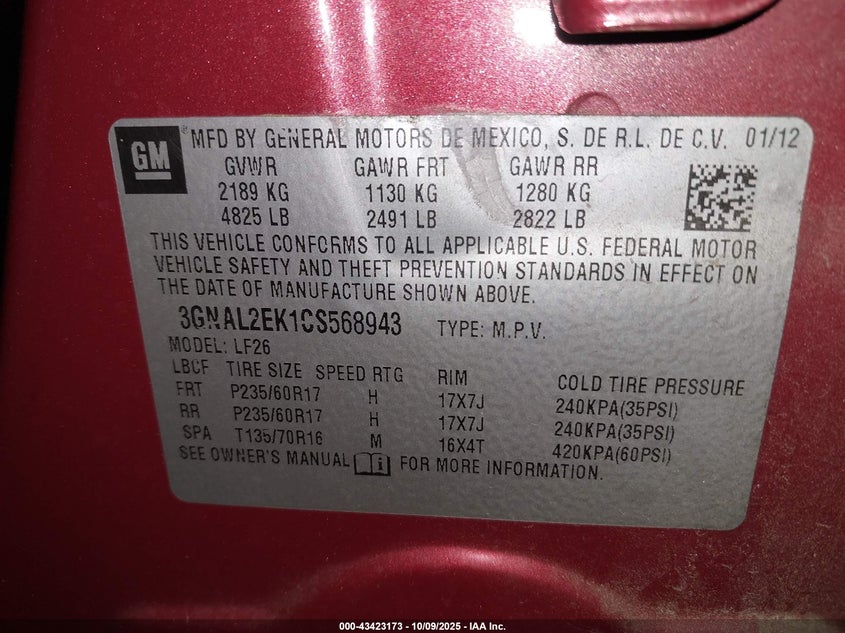 GM ® MFD BY GENERAL MOTORS DE MEXICO, S. DE R.L. DE C.V. 01/12
GVWR GAWR FRT GAWR RR
2189 KG 1130 KG 1280 KG
4825 LB 2491 LB 2822 LB
THIS VEHICLE CONFORMS TO ALL APPLICABLE U.S. FEDERAL MOTOR
VEHICLE SAFETY AND THEFT PREVENTION STANDARDS IN EFFECT ON
THE DATE OF MANUFACTURE SHOWN ABOVE.
3GNAL2EK1CS568943 TYPE: M.P.V.
MODEL: LF26
LBCF TIRE SIZE SPEED RTG RIM COLD TIRE PRESSURE
FRT P235/60R17 H 17X7J 240KPA(35PSI)
RR P235/60R17 H 17X7J 240KPA(35PSI)
SPA T135/70R16 M 16X4T 420KPA(60PSI)
SEE OWNER'S MANUAL FOR MORE INFORMATION.
000-43423173 - 10/09/2025 - IAA Inc.